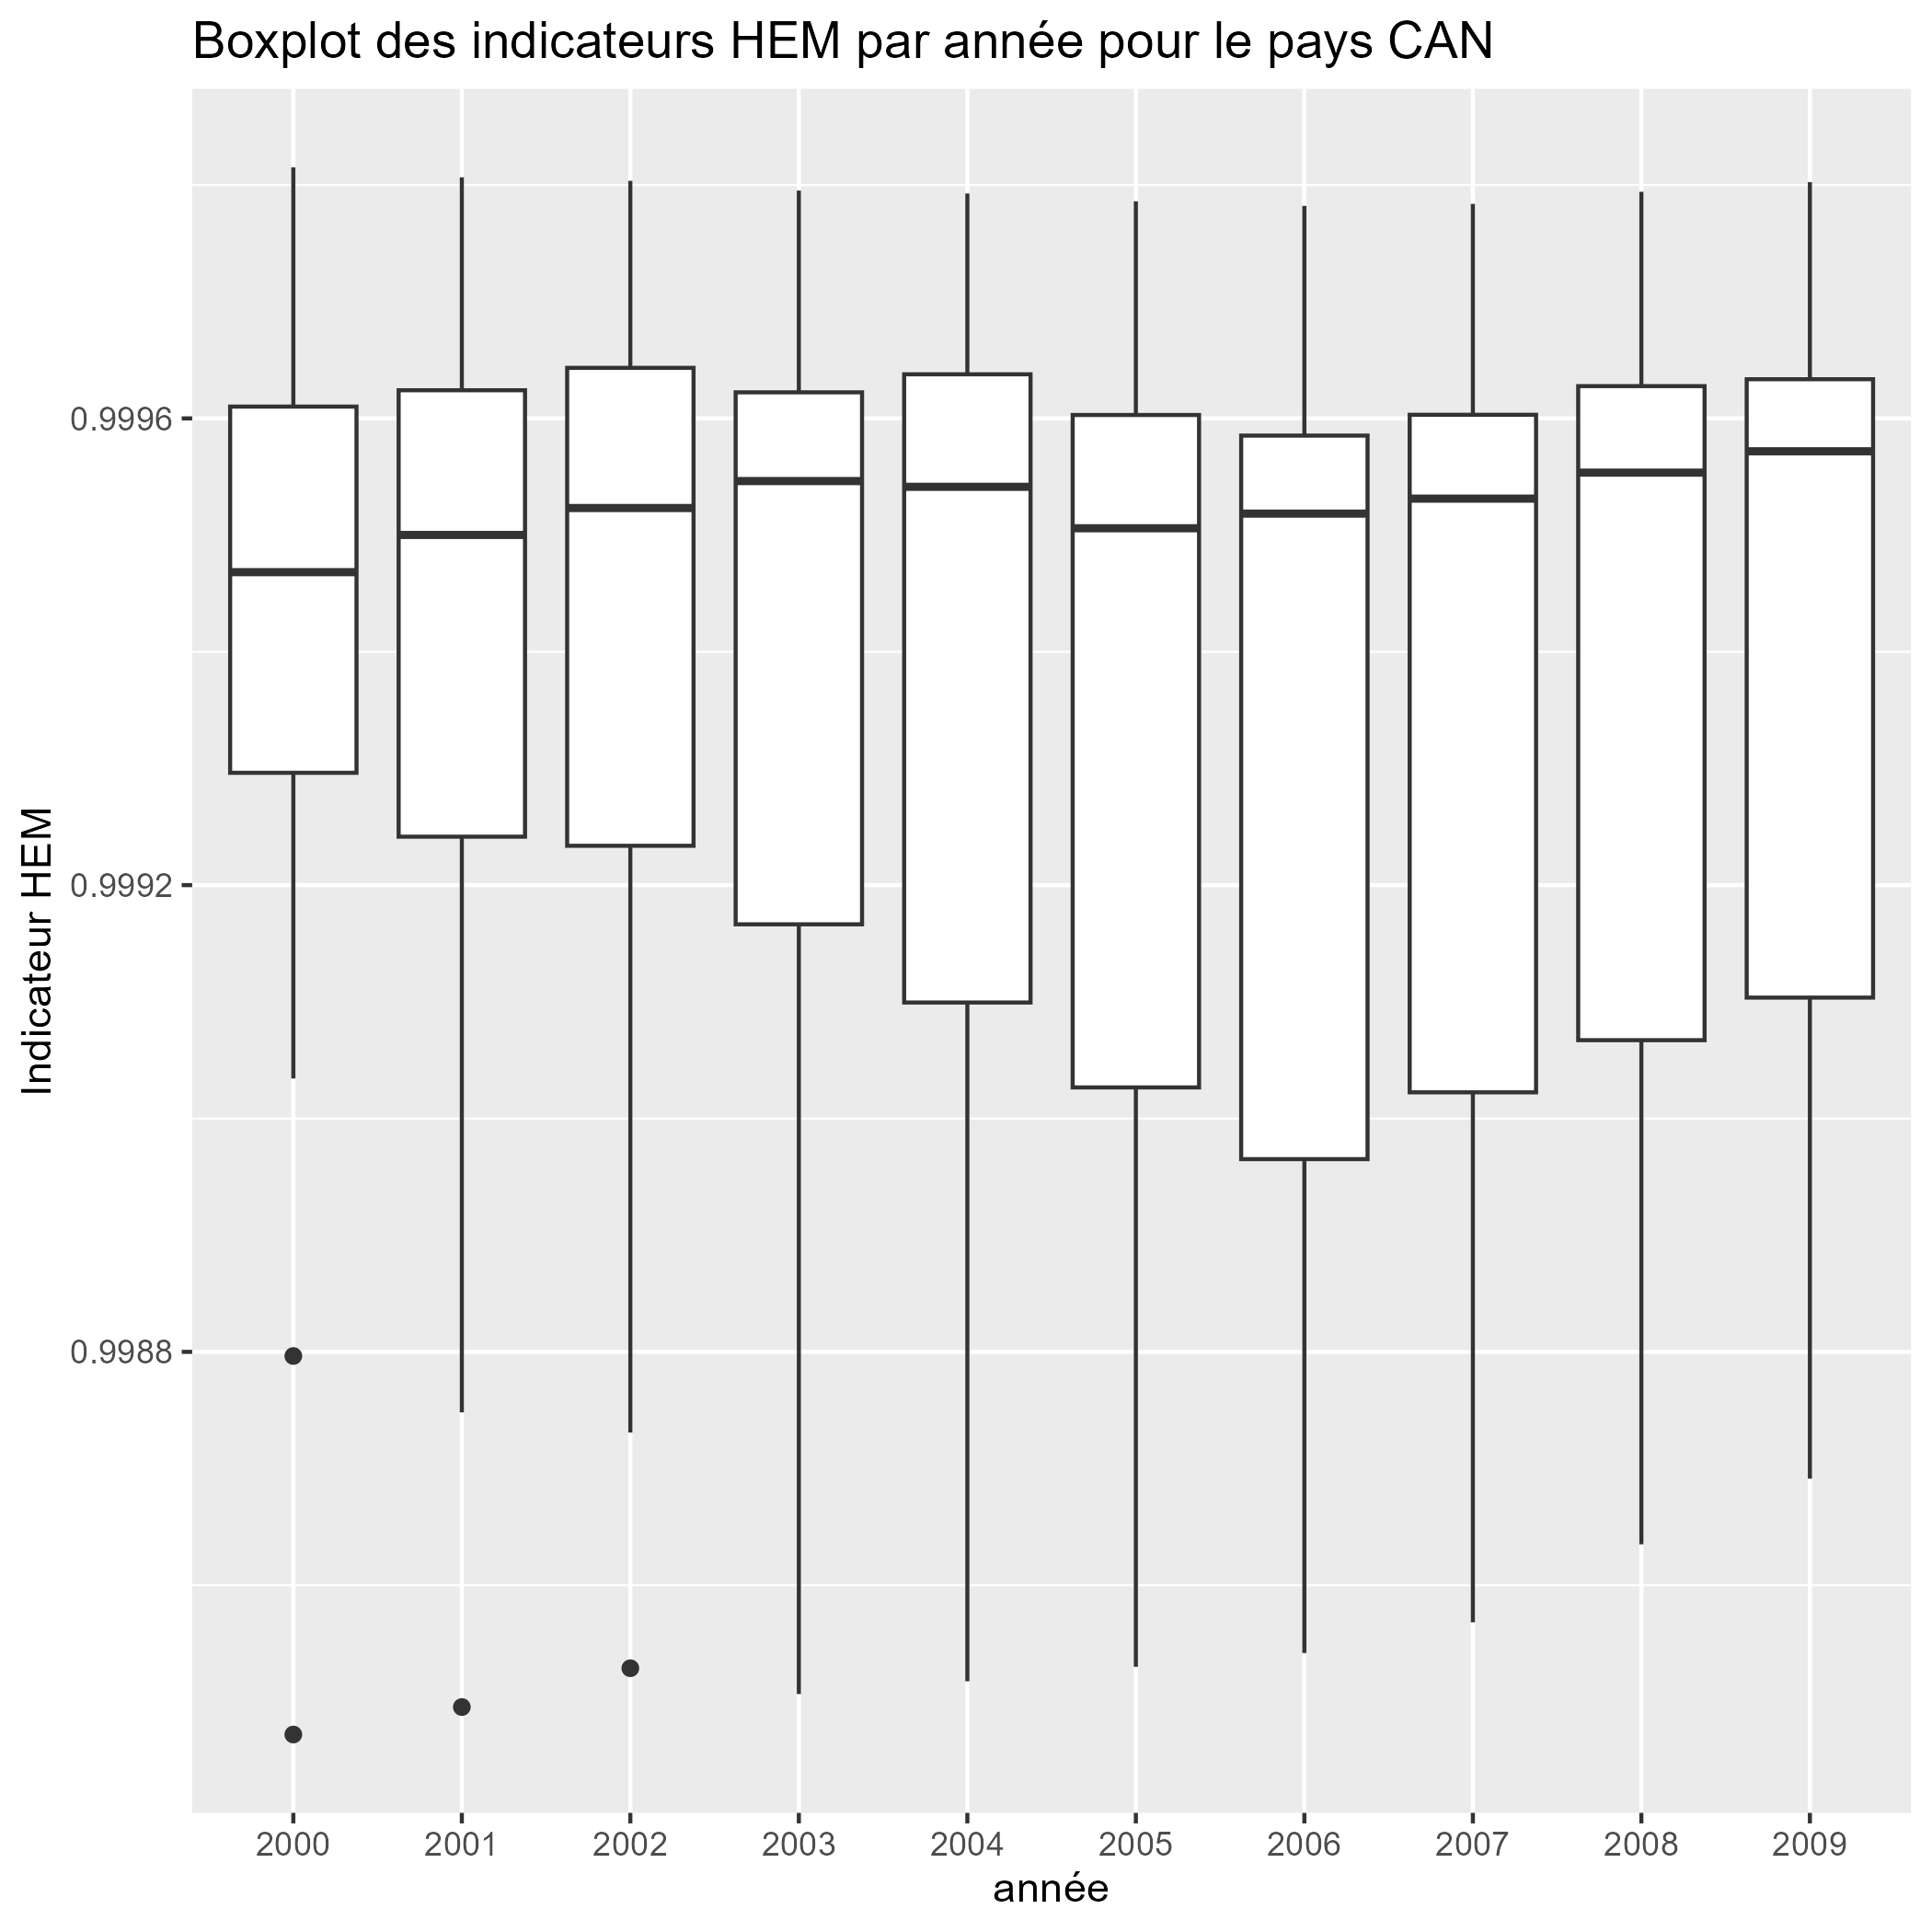 Boxplot des indicateurs HEM par année pour le pays CAN
Indicateur HEM
0.9996
0.9992
0.9988
2000 2001 2002 2003 2004 2005 2006 2007 2008 2009
année